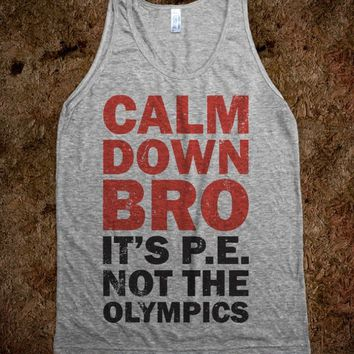 CALM
DOWN
BRO
IT'S P.E.
NOT THE
OLYMPICS